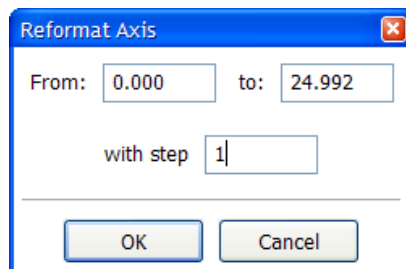 Reformat Axis
From: 0.000 to: 24.992
with step 1
OK Cancel